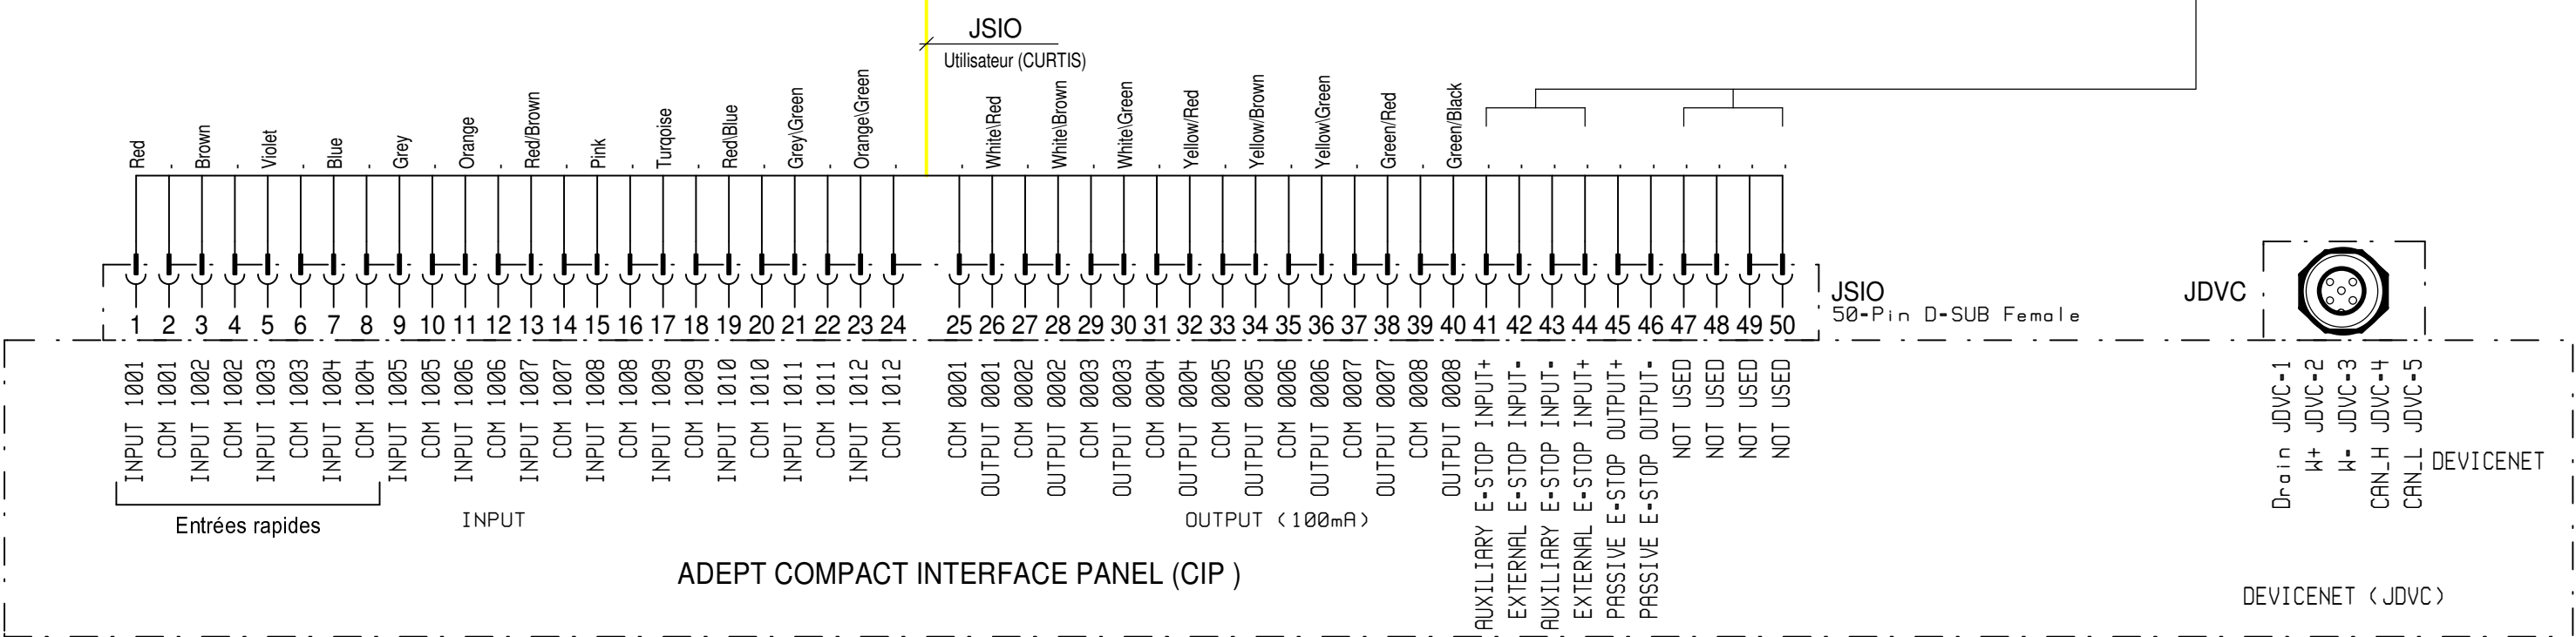 JSIO
Utilisateur (CURTIS)
Red
-
Brown
-
Violet
-
Blue
-
Grey
-
Orange
-
Red/Brown
-
Pink
-
Turqoise
-
Red\Blue
-
Grey\Green
-
Orange\Green
-
-
White\Red
-
White\Brown
-
White\Green
-
Yellow/Red
-
Yellow/Brown
-
Yellow\Green
-
Green/Red
-
Green/Black
-
-
-
-
-
-
-
-
-
-
1 2 3 4 5 6 7 8 9 10 11 12 13 14 15 16 17 18 19 20 21 22 23 24 25 26 27 28 29 30 31 32 33 34 35 36 37 38 39 40 41 42 43 44 45 46 47 48 49 50
JSIO
50-Pin D-SUB Female
JDVC
INPUT 1001
COM 1001
INPUT 1002
COM 1002
INPUT 1003
COM 1003
INPUT 1004
COM 1004
INPUT 1005
COM 1005
INPUT 1006
COM 1006
INPUT 1007
COM 1007
INPUT 1008
COM 1008
INPUT 1009
COM 1009
INPUT 1010
COM 1010
INPUT 1011
COM 1011
INPUT 1012
COM 1012
COM 0001
OUTPUT 0001
COM 0002
OUTPUT 0002
COM 0003
OUTPUT 0003
COM 0004
OUTPUT 0004
COM 0005
OUTPUT 0005
COM 0006
OUTPUT 0006
COM 0007
OUTPUT 0007
COM 0008
OUTPUT 0008
AUXILIARY E-STOP INPUT+
EXTERNAL E-STOP INPUT-
AUXILIARY E-STOP INPUT-
EXTERNAL E-STOP INPUT+
PASSIVE E-STOP OUTPUT+
PASSIVE E-STOP OUTPUT-
NOT USED
NOT USED
NOT USED
NOT USED
Drain JDVC-1
W+ JDVC-2
W- JDVC-3
CAN_H JDVC-4
CAN_L JDVC-5
DEVICENET
Entrées rapides
INPUT
OUTPUT (100mA)
ADEPT COMPACT INTERFACE PANEL (CIP )
DEVICENET (JDVC)